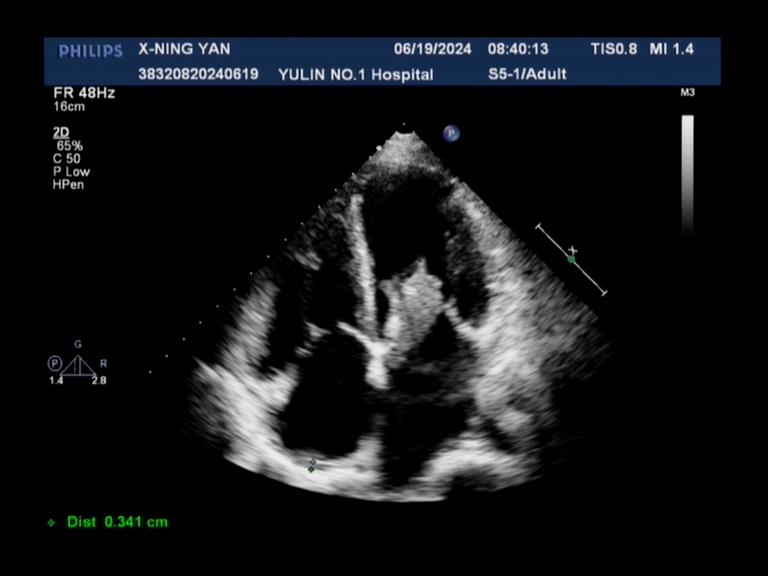 PHILIPS X-NING YAN 06/19/2024 08:40:13 TIS0.8 MI 1.4
38320820240619 YULIN NO.1 Hospital S5-1/Adult
FR 48Hz
16cm
M3
2D
65%
C 50
P Low
HPen
P
X
G
P R
1.4 2.8
Dist 0.341 cm